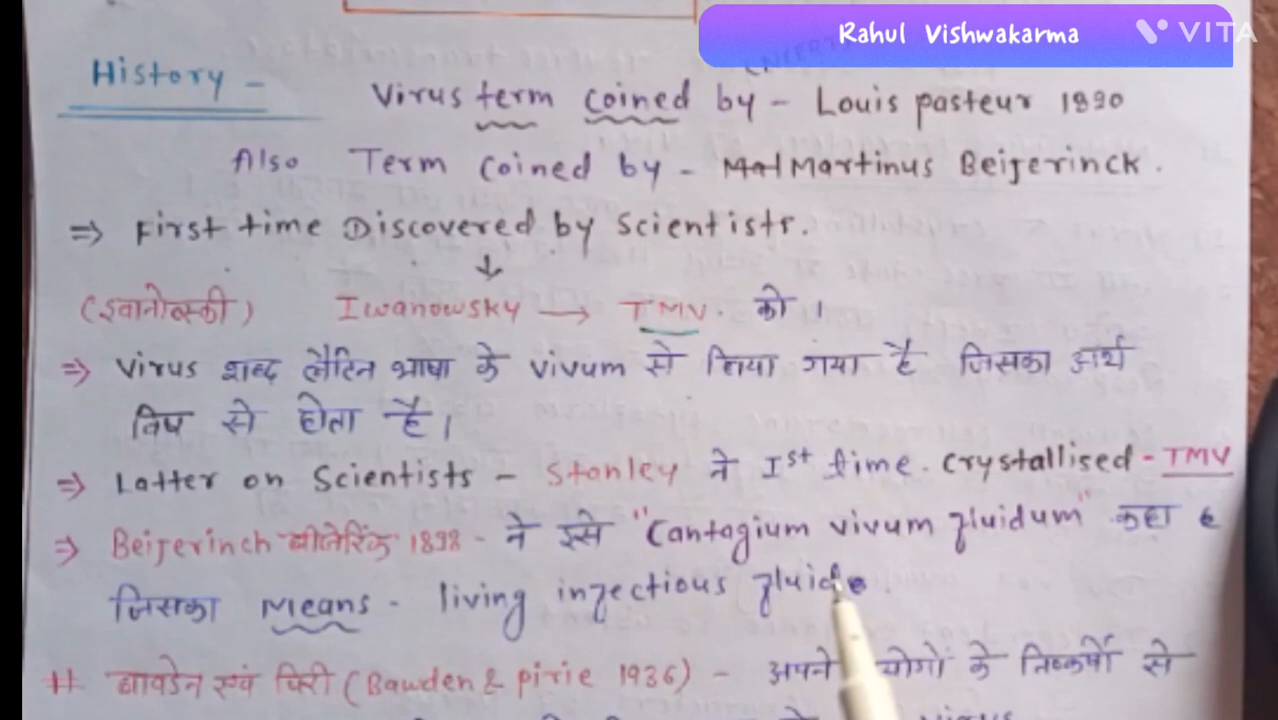 Rahul Vishwakarma VITA
History -
Virus term coined by - Louis pasteur 1890
Also Term coined by - Martinus Beijerinck.
⇒ First time Discovered by Scientists.
↓
(इवानोव्स्की) Iwanowsky → TMV. को।
⇒ Virus शब्द लैटिन भाषा के vivum से लिया गया है जिसका अर्थ
विष से होता है।
⇒ Latter on Scientists - Stanley ने Ist time. crystallised - TMV
⇒ Beijerinch 1898 - ने इसे "Cantagium vivum fluidum" कहा
जिसका Means - living infectious fluid.
# बावडेन एवं पिरी (Bawden & pirie 1936) - अपने योगों के निष्कर्षो से